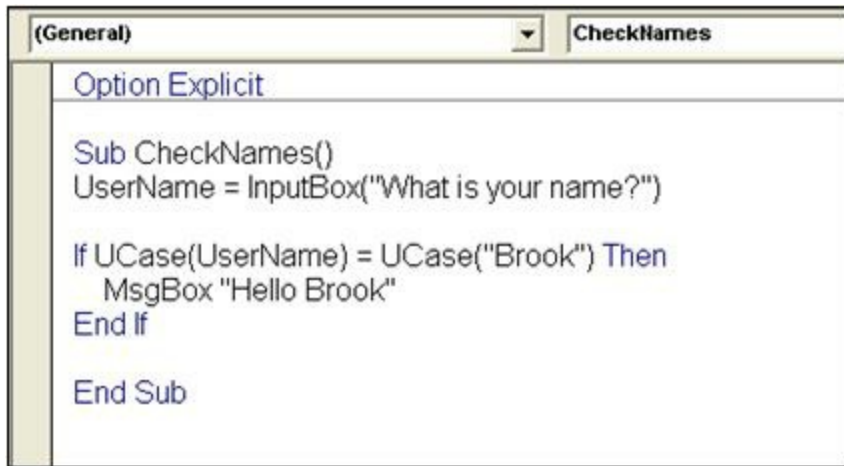 (General) CheckNames
Option Explicit
Sub CheckNames()
UserName = InputBox("What is your name?")
If UCase(UserName) = UCase("Brook") Then
MsgBox "Hello Brook"
End If
End Sub